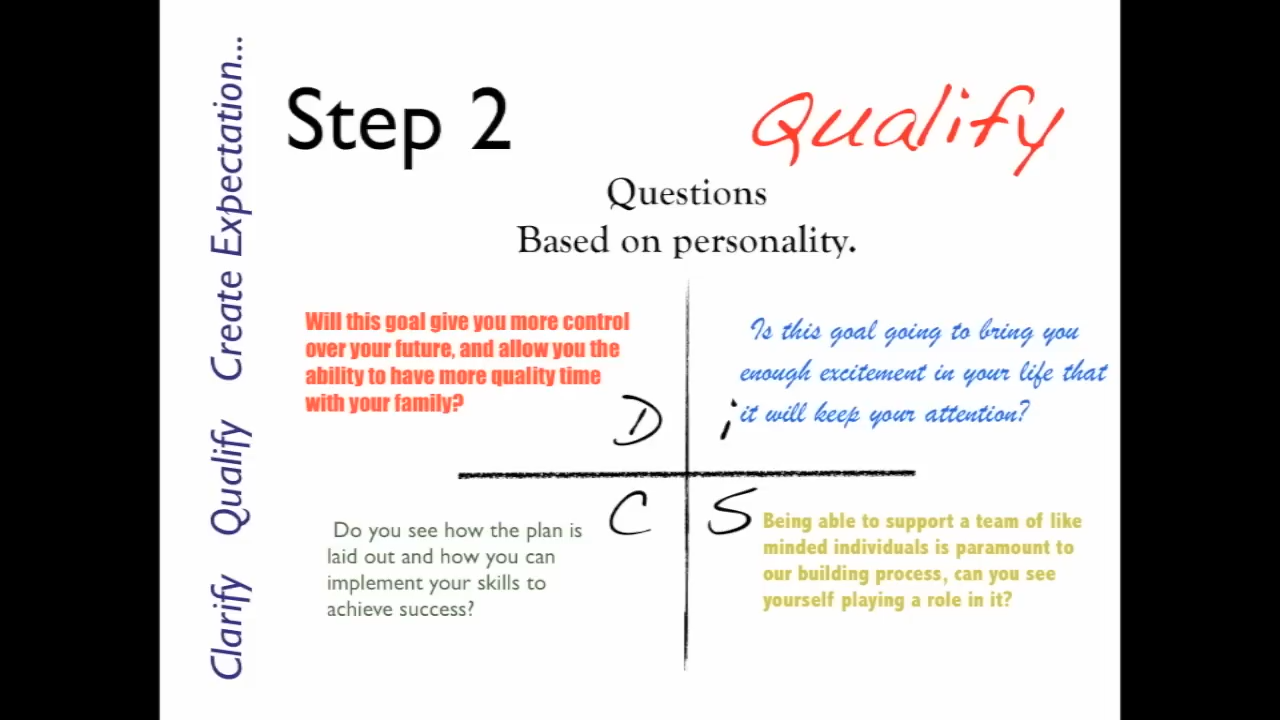 Clarify Qualify Create Expectation...
Step 2
Qualify
Questions
Based on personality.
Will this goal give you more control
over your future, and allow you the
ability to have more quality time
with your family?
D
Is this goal going to bring you
enough excitement in your life that
it will keep your attention?
i
C
Do you see how the plan is
laid out and how you can
implement your skills to
achieve success?
S
Being able to support a team of like
minded individuals is paramount to
our building process, can you see
yourself playing a role in it?